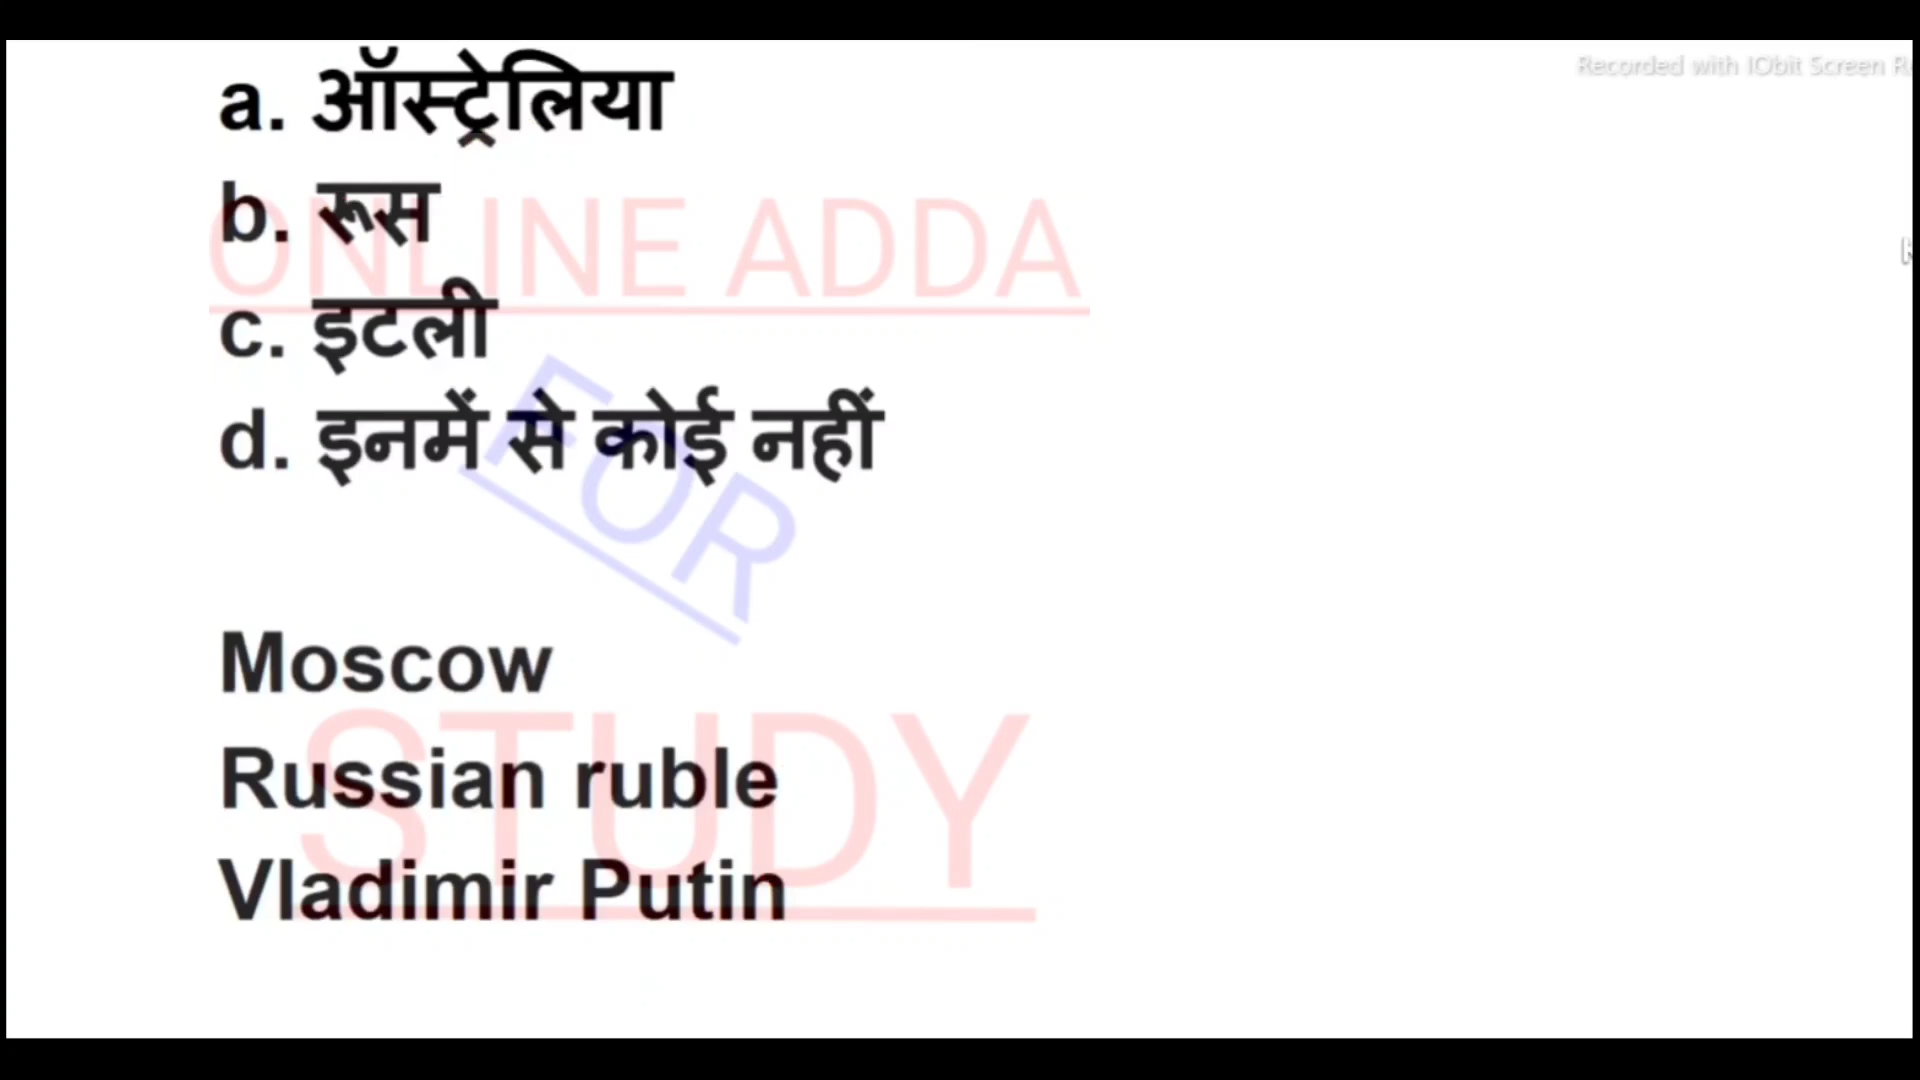 Recorded with IObit Screen
a. ऑस्ट्रेलिया
b. रूस
ONLINE ADDA
c. इटली
d. इनमें से कोई नहीं
FOR
Moscow
STUDY
Russian ruble
Vladimir Putin